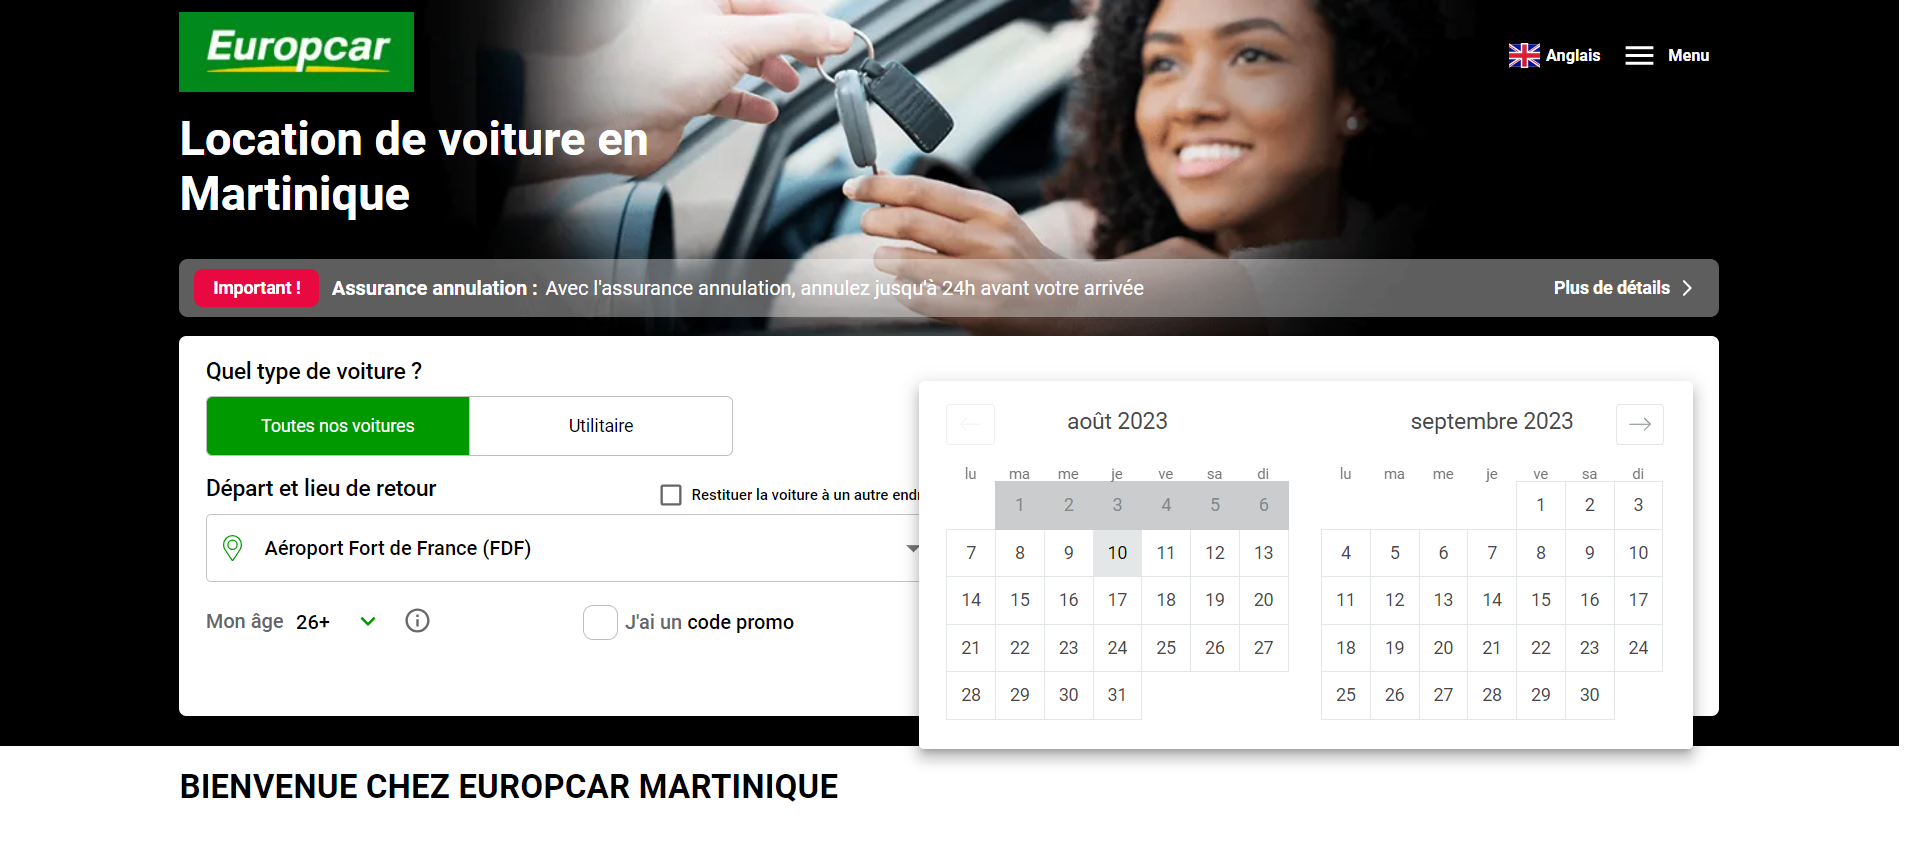 Europcar
Anglais
Menu
Location de voiture en
Martinique
Important !
Assurance annulation : Avec l'assurance annulation, annulez jusqu'à 24h avant votre arrivée
Plus de détails
Quel type de voiture ?
Toutes nos voitures
Utilitaire
Départ et lieu de retour
Restituer la voiture à un autre endr
Aéroport Fort de France (FDF)
Mon âge 26+
J'ai un code promo
août 2023
lu ma me je ve sa di
1 2 3 4 5 6
7 8 9 10 11 12 13
14 15 16 17 18 19 20
21 22 23 24 25 26 27
28 29 30 31
septembre 2023
lu ma me je ve sa di
1 2 3
4 5 6 7 8 9 10
11 12 13 14 15 16 17
18 19 20 21 22 23 24
25 26 27 28 29 30
BIENVENUE CHEZ EUROPCAR MARTINIQUE